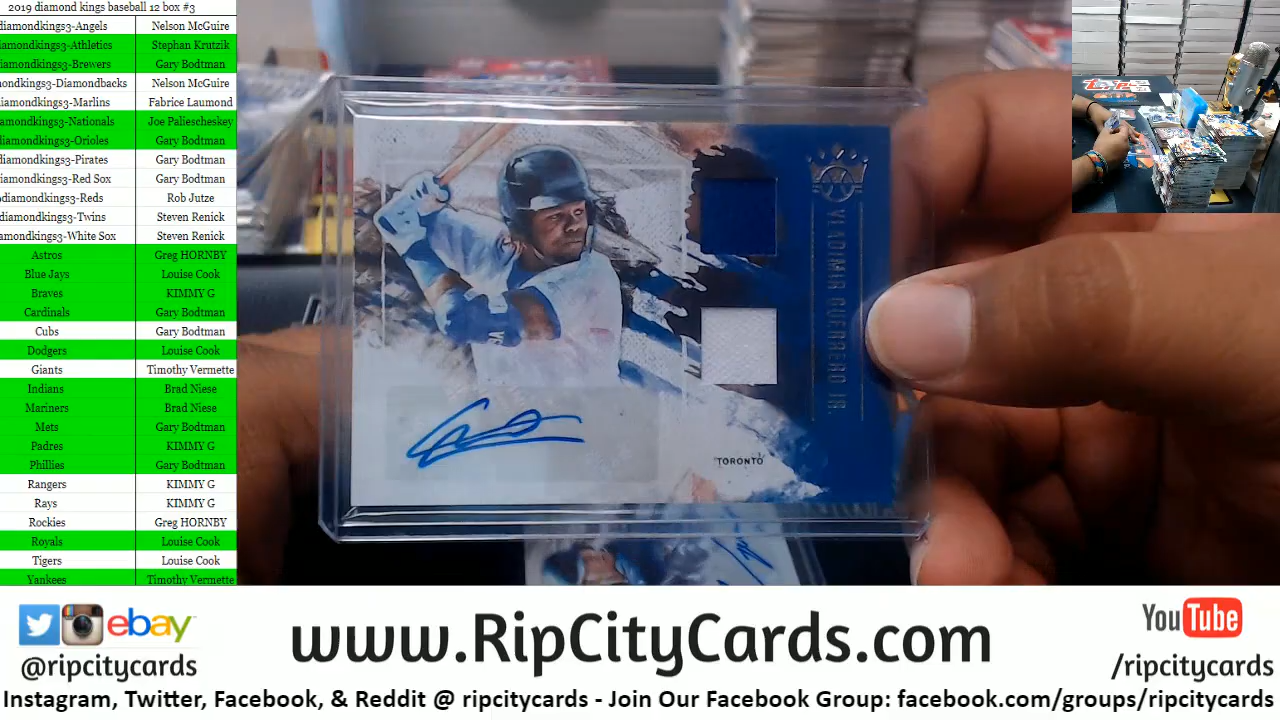 2019 diamond kings baseball 12 box #3
diamondkings3-Angels Nelson McGuire
diamondkings3-Athletics Stephan Krutzik
diamondkings3-Brewers Gary Bodtman
mondkings3-Diamondbacks Nelson McGuire
diamondkings3-Marlins Fabrice Laumond
diamondkings3-Nationals Joe Paliescheskey
diamondkings3-Orioles Gary Bodtman
diamondkings3-Pirates Gary Bodtman
diamondkings3-Red Sox Gary Bodtman
diamondkings3-Reds Rob Jutze
diamondkings3-Twins Steven Renick
iamondkings3-White Sox Steven Renick
Astros Greg HORNBY
Blue Jays Louise Cook
Braves KIMMY G
Cardinals Gary Bodtman
Cubs Gary Bodtman
Dodgers Louise Cook
Giants Timothy Vermette
Indians Brad Niese
Mariners Brad Niese
Mets Gary Bodtman
Padres KIMMY G
Phillies Gary Bodtman
Rangers KIMMY G
Rays KIMMY G
Rockies Greg HORNBY
Royals Louise Cook
Tigers Louise Cook
Yankees Timothy Vermette
VLADIMIR GUERRERO JR.
TORONTO
ebay
@ripcitycards
www.RipCityCards.com
YouTube
/ripcitycards
Instagram, Twitter, Facebook, & Reddit @ ripcitycards - Join Our Facebook Group: facebook.com/groups/ripcitycards